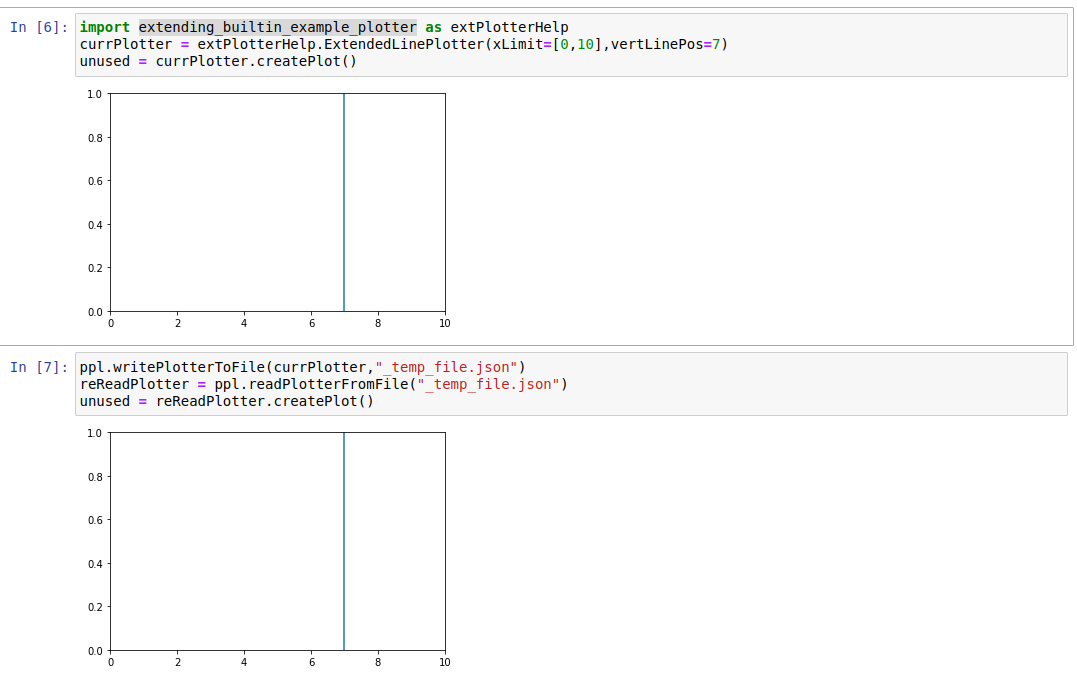 In [6]: import extending_builtin_example_plotter as extPlotterHelp
currPlotter = extPlotterHelp.ExtendedLinePlotter(xLimit=[0,10],vertLinePos=7)
unused = currPlotter.createPlot()
1.0
0.8
0.6
0.4
0.2
0.0
0 2 4 6 8 10
In [7]: ppl.writePlotterToFile(currPlotter,"_temp_file.json")
reReadPlotter = ppl.readPlotterFromFile("_temp_file.json")
unused = reReadPlotter.createPlot()
1.0
0.8
0.6
0.4
0.2
0.0
0 2 4 6 8 10